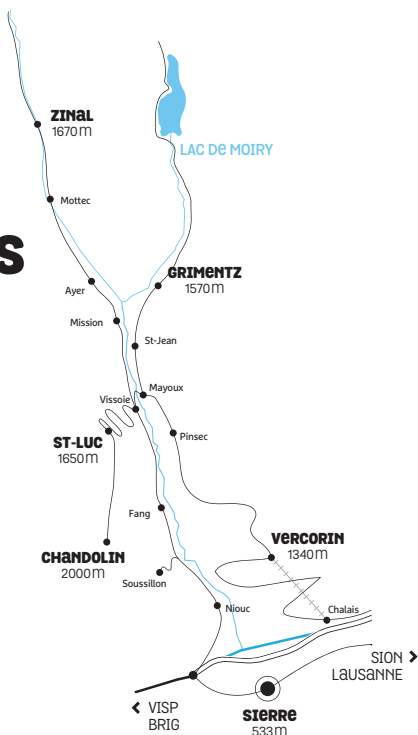 ZINAL
1670m
LAC DE MOIRY
Mottec
S
GRIMENTZ
1570m
Ayer
Mission
St-Jean
Mayoux
Vissoie
ST-LUC
1650m
Pinsec
Fang
VERCORIN
1340m
CHANDOLIN
2000m
Soussillon
Niouc
Chalais
SION >
LAUSANNE
< VISP
BRIG
SIERRE
533m